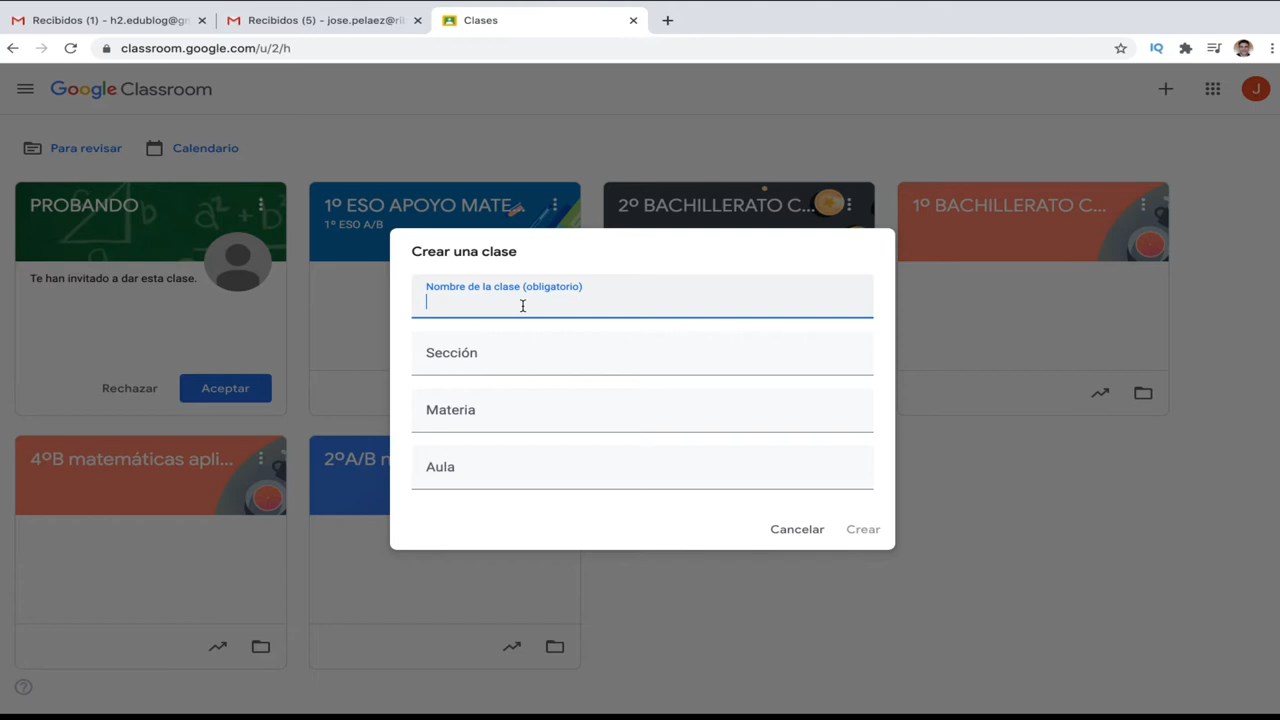 Recibidos (1) - h2.edublog@gm
Recibidos (5) - jose.pelaez@rib
Clases
classroom.google.com/u/2/h
IQ
Google Classroom
J
Para revisar
Calendario
PROBANDO
Te han invitado a dar esta clase.
Rechazar
Aceptar
1º ESO APOYO MATE...
1º ESO A/B
2º BACHILLERATO C...
1º BACHILLERATO C...
4ºB matemáticas apli...
2ºA/B
Crear una clase
Nombre de la clase (obligatorio)
Sección
Materia
Aula
Cancelar
Crear